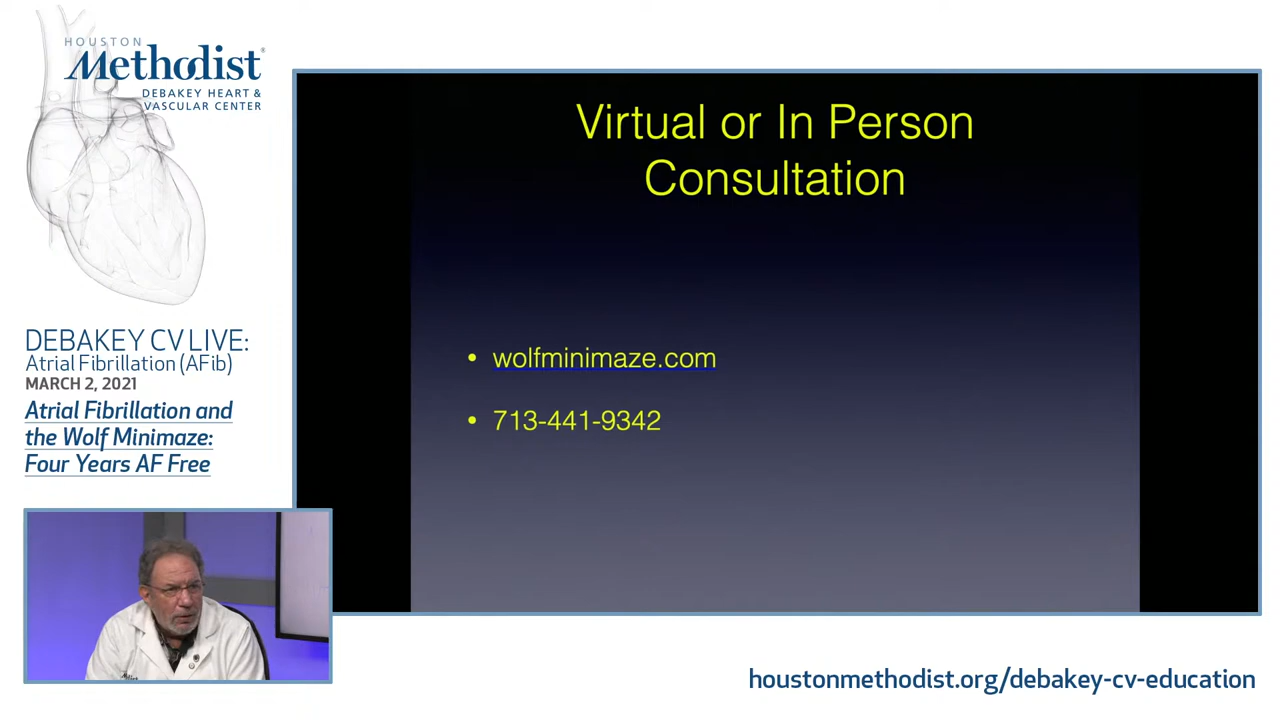 HOUSTON
Methodist®
DEBAKEY HEART &
VASCULAR CENTER
Virtual or In Person
Consultation
• wolfminimaze.com
• 713-441-9342
DEBAKEY CV LIVE:
Atrial Fibrillation (AFib)
MARCH 2, 2021
Atrial Fibrillation and
the Wolf Minimaze:
Four Years AF Free
houstonmethodist.org/debakey-cv-education